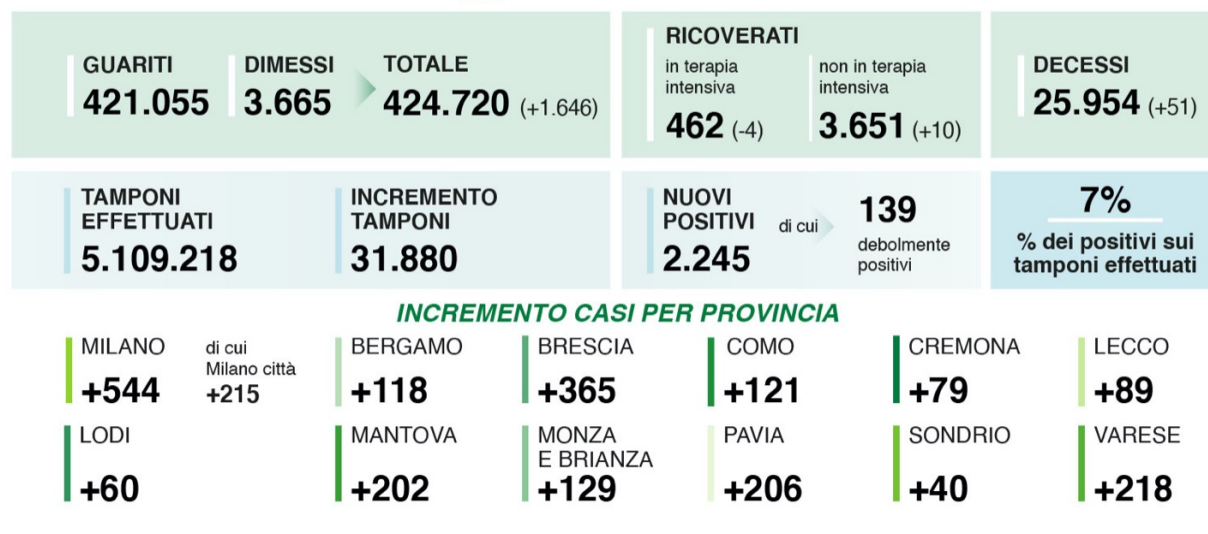 GUARITI
421.055
DIMESSI
3.665
TOTALE
424.720 (+1.646)
RICOVERATI
in terapia
intensiva
462 (-4)
non in terapia
intensiva
3.651 (+10)
DECESSI
25.954 (+51)
TAMPONI
EFFETTUATI
5.109.218
INCREMENTO
TAMPONI
31.880
NUOVI
POSITIVI
2.245
di cui
139
debolmente
positivi
7%
% dei positivi sui
tamponi effettuati
INCREMENTO CASI PER PROVINCIA
MILANO
+544
di cui
Milano città
+215
BERGAMO
+118
BRESCIA
+365
COMO
+121
CREMONA
+79
LECCO
+89
LODI
+60
MANTOVA
+202
MONZA
E BRIANZA
+129
PAVIA
+206
SONDRIO
+40
VARESE
+218